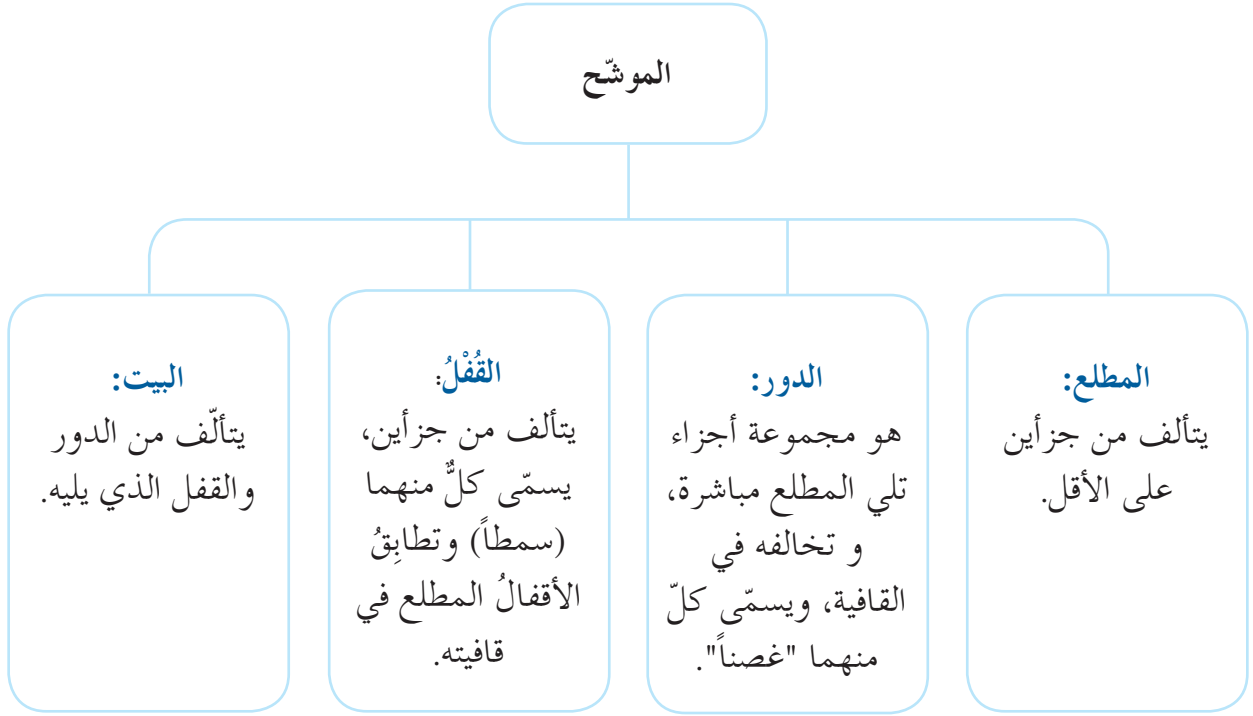 الموشّح
المطلع:
يتألف من جزأين
على الأقل.
الدور:
هو مجموعة أجزاء
تلي المطلع مباشرة،
و تخالفه في
القافية، ويسمّى كلّ
منهما "غصناً".
القُفْلُ:
يتألف من جزأين،
يسمّى كلٌّ منهما
(سمطاً) وتطابِقُ
الأقفالُ المطلع في
قافيته.
البيت:
يتألّف من الدور
والقفل الذي يليه.